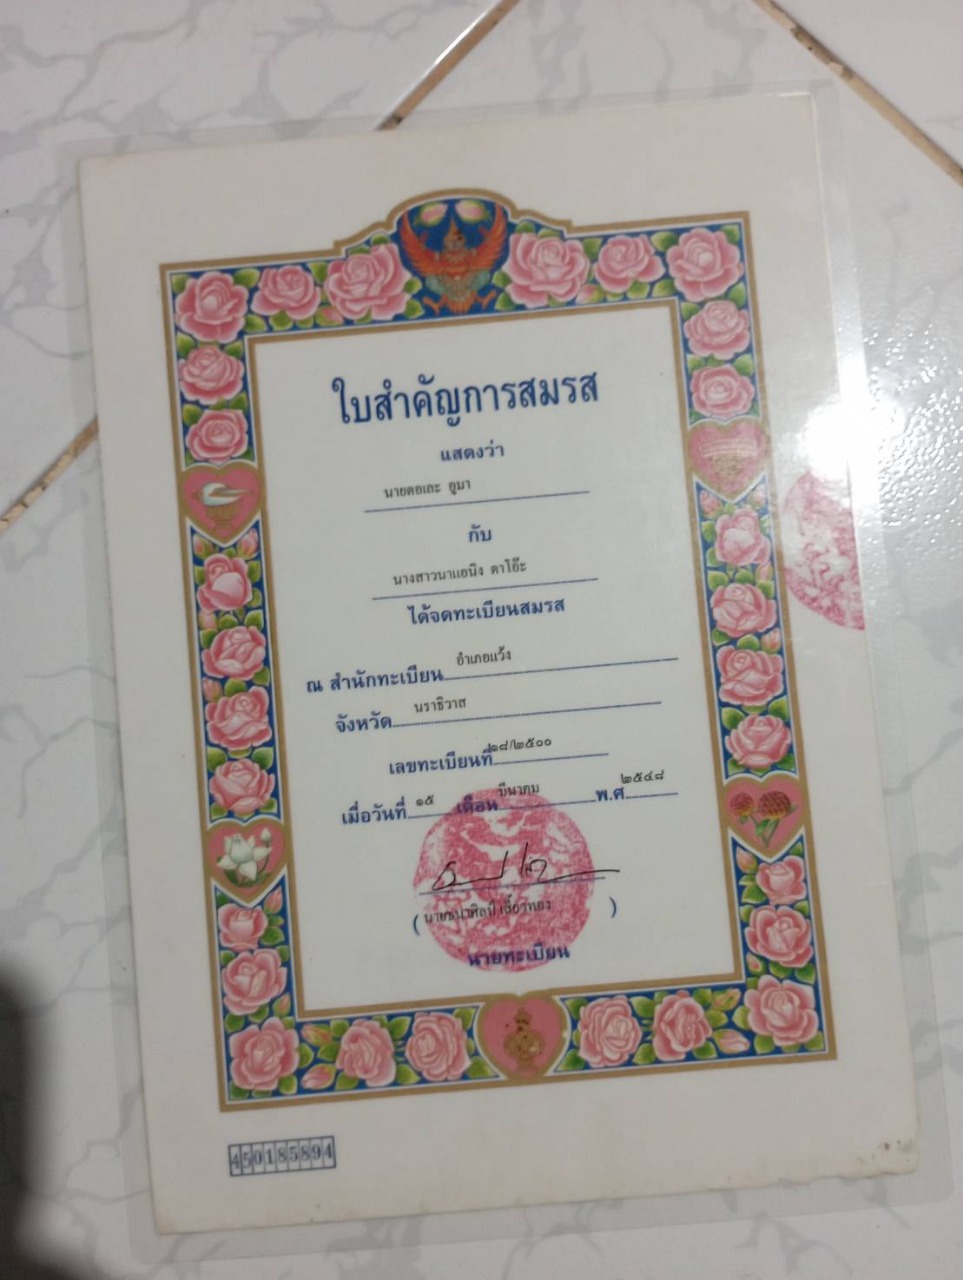 ใบสำคัญการสมรส
แสดงว่า
นายตอเละ อูมา
กับ
นางสาวนาแอนิง ดาโอ๊ะ
ได้จดทะเบียนสมรส
ณ สำนักทะเบียน อำเภอแว้ง
จังหวัด นราธิวาส
เลขทะเบียนที่ ๑๘/๒๕๐๐
เมื่อวันที่ ๑๕ เดือน มีนาคม พ.ศ. ๒๕๔๘
นายทะเบียน
450185894